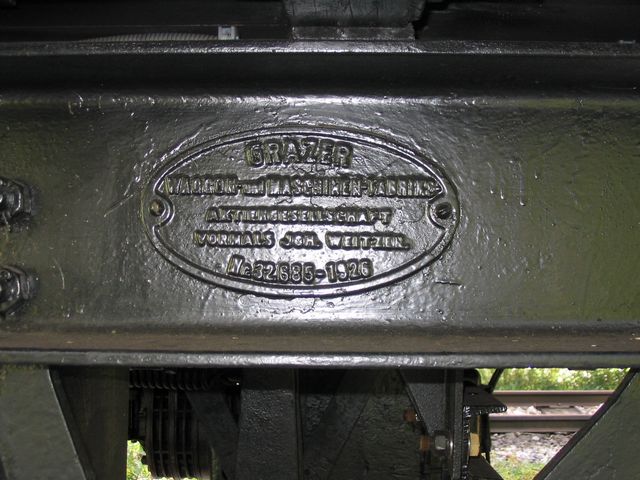 GRAZER
WAGGON- und MASCHINEN-FABRIKS-
AKTIENGESELLSCHAFT
VORMALS JOH. WEITZER.
No 32685-1926